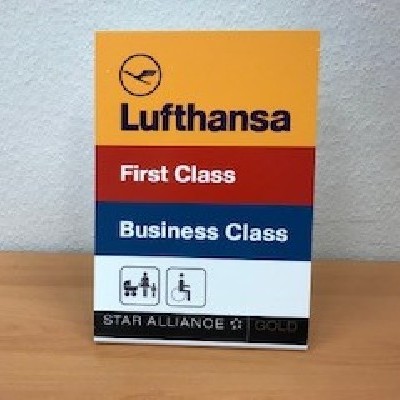 Lufthansa
First Class
Business Class
STAR ALLIANCE GOLD